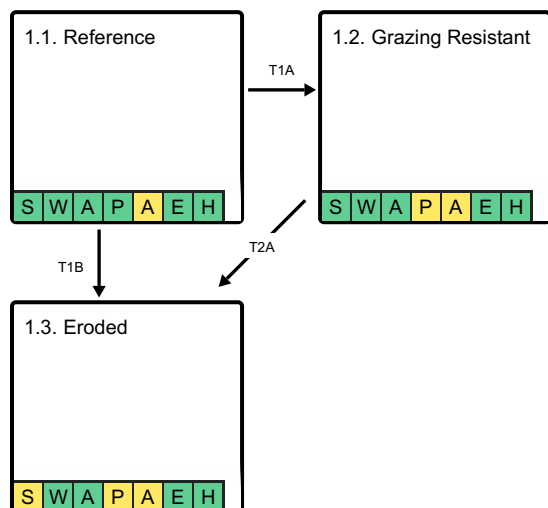 1.1. Reference
T1A
1.2. Grazing Resistant
S W A P A E H
S W A P A E H
T1B
T2A
1.3. Eroded
S W A P A E H